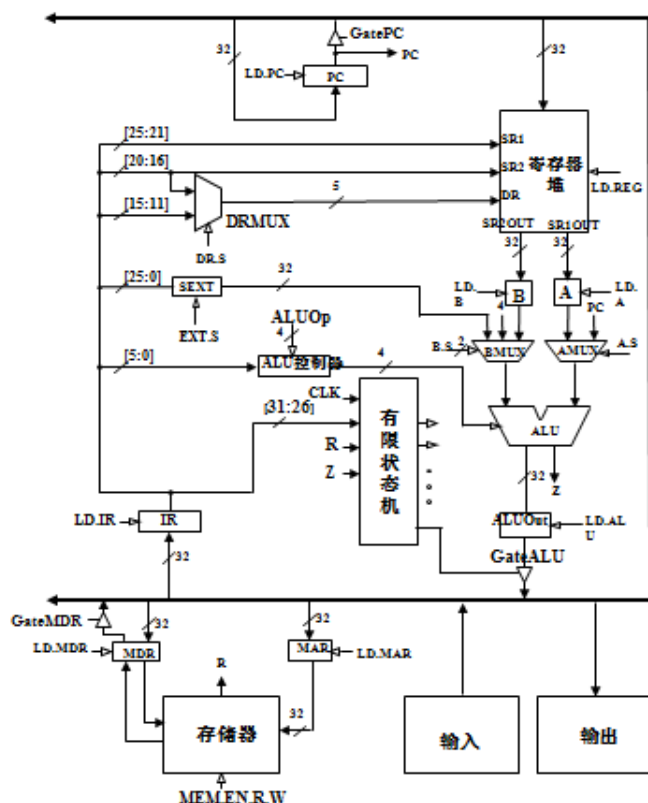 GatePC
32
PC
32
LD.PC
PC
[25:21]
SR1
[20:16]
SR2
寄存器
堆
[15:11]
5
DR
LD.REG
DRMUX
SR2OUT
SR1OUT
DR.S
32
32
[25:0]
32
SEXT
LD.
B
4
B
A
LD.
A
PC
EXT.S
ALUOp
4
B.S
2
BMUX
AMUX
A.S
[5:0]
ALU控制器
4
[31:26]
CLK
有
限
状
态
机
R
Z
ALU
32
Z
LD.IR
IR
ALUOut
LD.AL
U
32
GateALU
GateMDR
32
32
LD.MDR
MDR
R
MAR
LD.MAR
32
存储器
输入
输出
MEM.EN.R.W